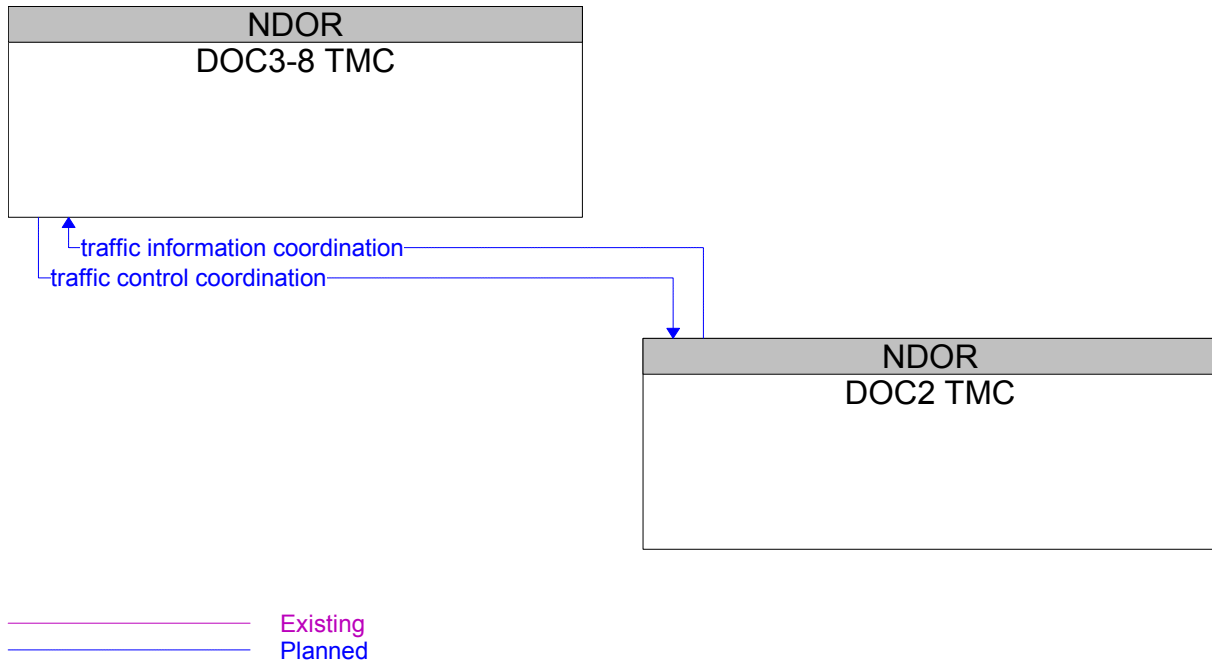 NDOR
DOC3-8 TMC
traffic information coordination
traffic control coordination
NDOR
DOC2 TMC
Existing
Planned